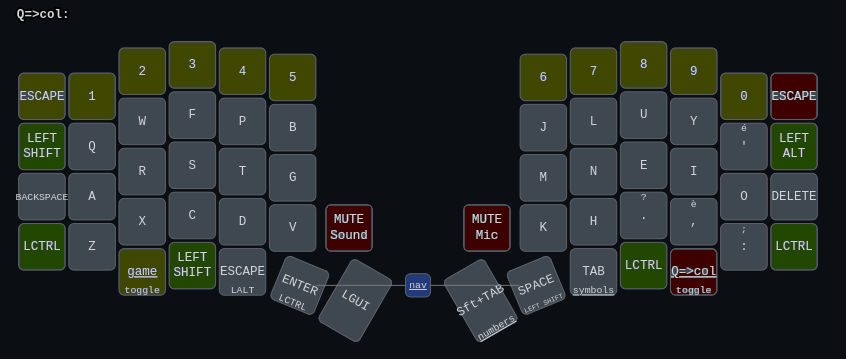 Q=>col:
ESCAPE 1 2 3 4 5 6 7 8 9 0 ESCAPE
LEFT SHIFT Q W F P B J L U Y é ' LEFT ALT
BACKSPACE A R S T G M N E I O DELETE
LCTRL Z X C D V MUTE Sound MUTE Mic K H ? . è , ; : LCTRL
game toggle LEFT SHIFT ESCAPE LALT ENTER LCTRL LGUI nav Sft+TAB numbers SPACE LEFT SHIFT TAB symbols LCTRL Q=>col toggle